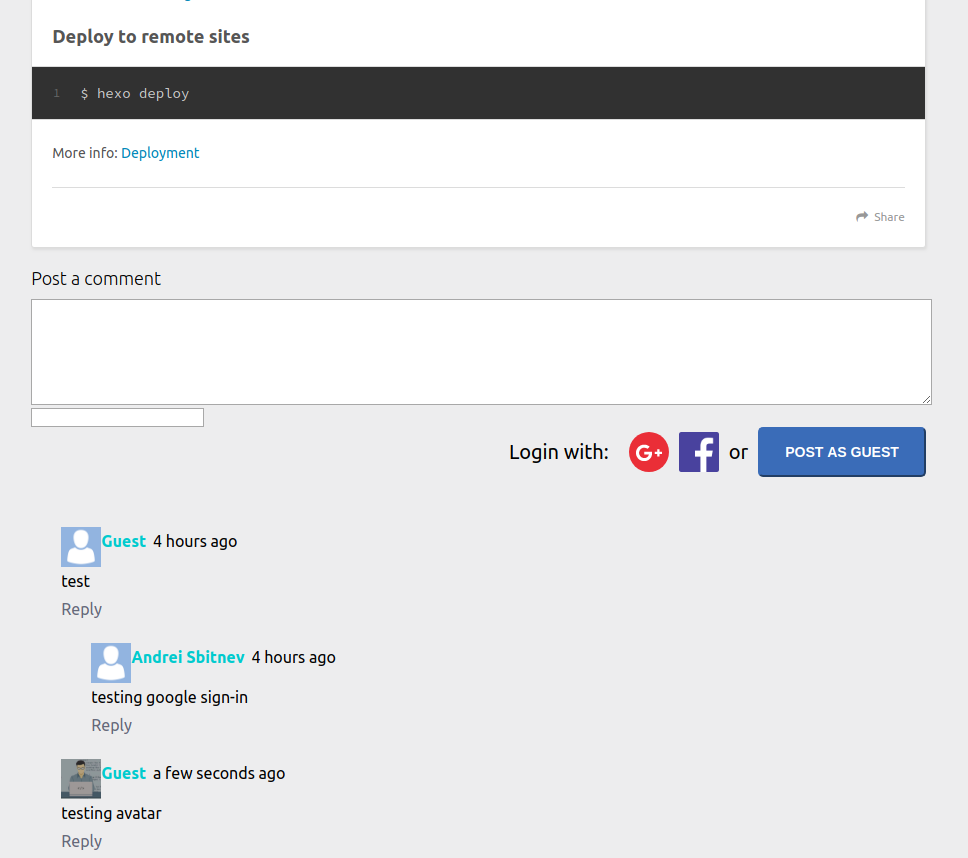 Deploy to remote sites
1 $ hexo deploy
More info: Deployment
Share
Post a comment
Login with: G+ f or POST AS GUEST
Guest 4 hours ago
test
Reply
Andrei Sbitnev 4 hours ago
testing google sign-in
Reply
Guest a few seconds ago
testing avatar
Reply